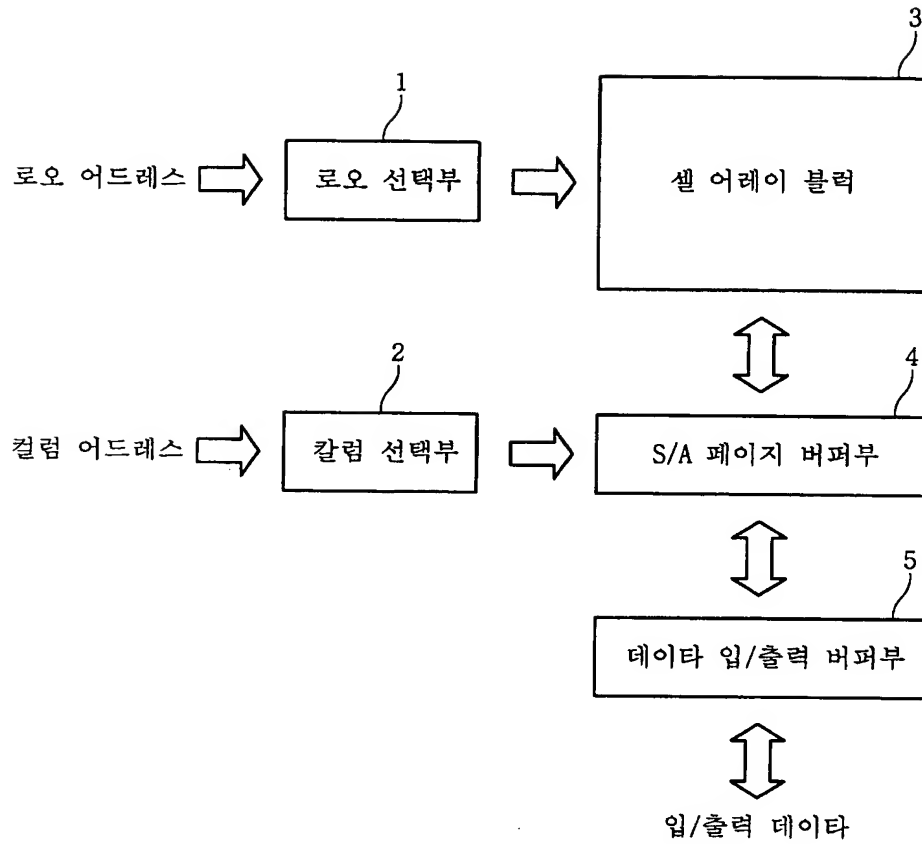 3
1
로오 어드레스
로오 선택부
셀 어레이 블럭
2
4
컬럼 어드레스
칼럼 선택부
S/A 페이지 버퍼부
5
데이타 입/출력 버퍼부
입/출력 데이타